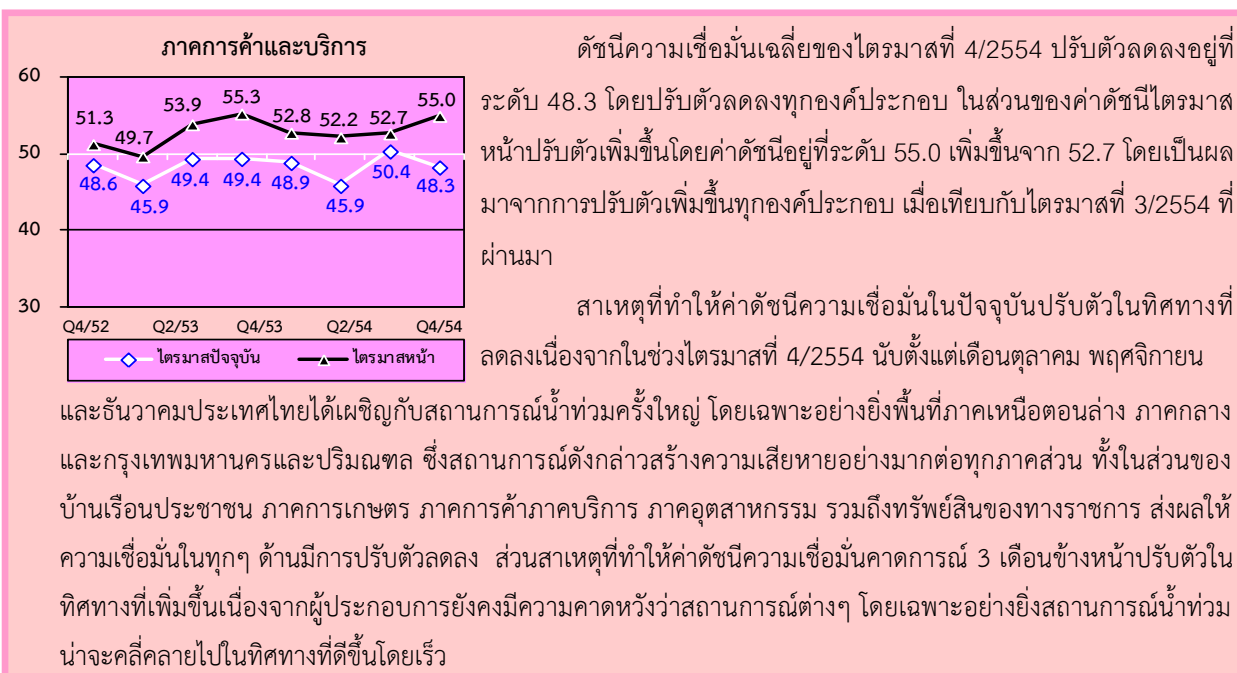 ภาคการค้าและบริการ
60
50
40
30
51.3
49.7
53.9
55.3
52.8
52.2
52.7
55.0
48.6
45.9
49.4
49.4
48.9
45.9
50.4
48.3
Q4/52 Q2/53 Q4/53 Q2/54 Q4/54
ไตรมาสปัจจุบัน ไตรมาสหน้า
ดัชนีความเชื่อมั่นเฉลี่ยของไตรมาสที่ 4/2554 ปรับตัวลดลงอยู่ที่
ระดับ 48.3 โดยปรับตัวลดลงทุกองค์ประกอบ ในส่วนของค่าดัชนีไตรมาส
หน้าปรับตัวเพิ่มขึ้นโดยค่าดัชนีอยู่ที่ระดับ 55.0 เพิ่มขึ้นจาก 52.7 โดยเป็นผล
มาจากการปรับตัวเพิ่มขึ้นทุกองค์ประกอบ เมื่อเทียบกับไตรมาสที่ 3/2554 ที่
ผ่านมา
สาเหตุที่ทำให้ค่าดัชนีความเชื่อมั่นในปัจจุบันปรับตัวในทิศทางที่
ลดลงเนื่องจากในช่วงไตรมาสที่ 4/2554 นับตั้งแต่เดือนตุลาคม พฤศจิกายน
และธันวาคมประเทศไทยได้เผชิญกับสถานการณ์น้ำท่วมครั้งใหญ่ โดยเฉพาะอย่างยิ่งพื้นที่ภาคเหนือตอนล่าง ภาคกลาง
และกรุงเทพมหานครและปริมณฑล ซึ่งสถานการณ์ดังกล่าวสร้างความเสียหายอย่างมากต่อทุกภาคส่วน ทั้งในส่วนของ
บ้านเรือนประชาชน ภาคการเกษตร ภาคการค้าภาคบริการ ภาคอุตสาหกรรม รวมถึงทรัพย์สินของทางราชการ ส่งผลให้
ความเชื่อมั่นในทุกๆ ด้านมีการปรับตัวลดลง ส่วนสาเหตุที่ทำให้ค่าดัชนีความเชื่อมั่นคาดการณ์ 3 เดือนข้างหน้าปรับตัวใน
ทิศทางที่เพิ่มขึ้นเนื่องจากผู้ประกอบการยังคงมีความคาดหวังว่าสถานการณ์ต่างๆ โดยเฉพาะอย่างยิ่งสถานการณ์น้ำท่วม
น่าจะคลี่คลายไปในทิศทางที่ดีขึ้นโดยเร็ว